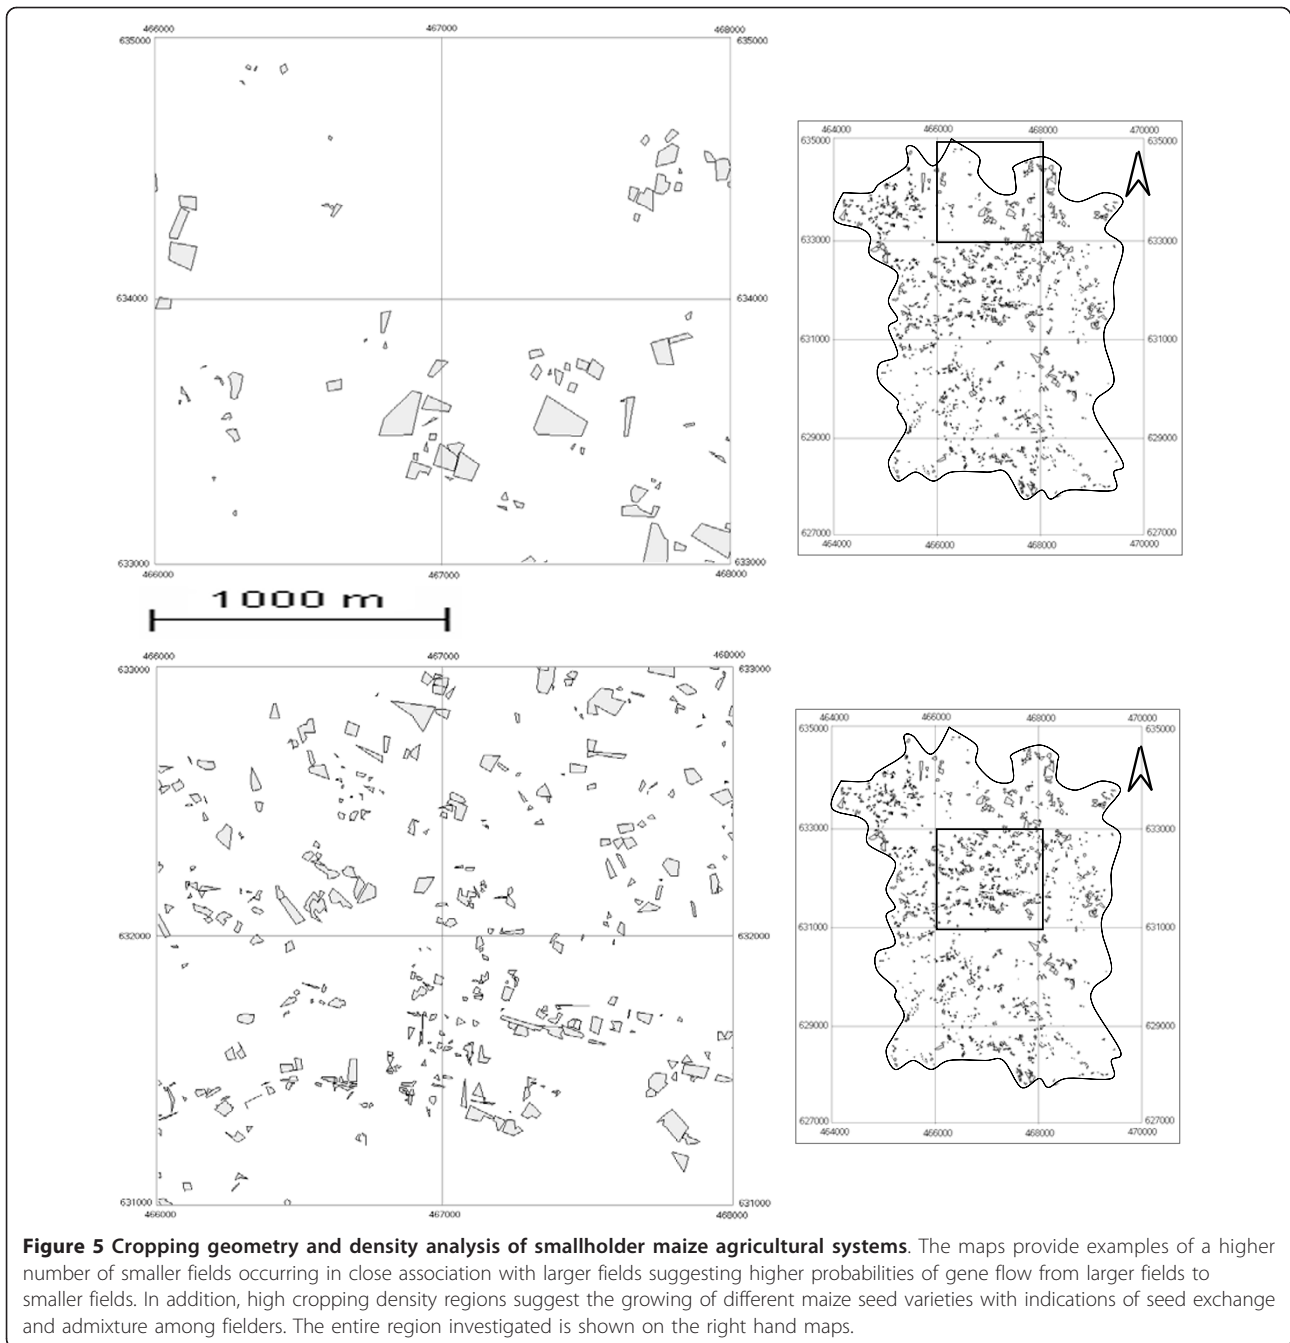 466000 467000 468000
635000 635000
634000 634000
633000 633000
466000 467000 468000
464000 466000 468000 470000
635000 635000
633000 633000
631000 631000
629000 629000
627000 627000
464000 466000 468000 470000
1000 m
466000 467000 468000
633000 633000
632000 632000
631000 631000
466000 467000 468000
464000 466000 468000 470000
635000 635000
633000 633000
631000 631000
629000 629000
627000 627000
464000 466000 468000 470000
Figure 5 Cropping geometry and density analysis of smallholder maize agricultural systems. The maps provide examples of a higher
number of smaller fields occurring in close association with larger fields suggesting higher probabilities of gene flow from larger fields to
smaller fields. In addition, high cropping density regions suggest the growing of different maize seed varieties with indications of seed exchange
and admixture among fielders. The entire region investigated is shown on the right hand maps.